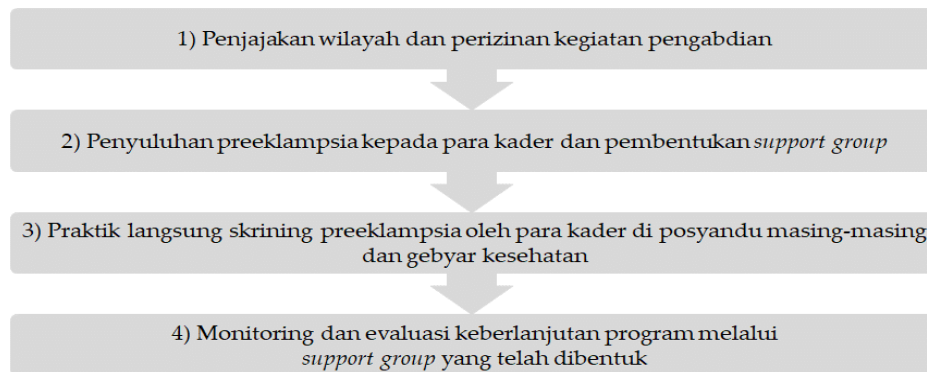 1) Penjajakan wilayah dan perizinan kegiatan pengabdian
2) Penyuluhan preeklampsia kepada para kader dan pembentukan support group
3) Praktik langsung skrining preeklampsia oleh para kader di posyandu masing-masing
dan gebyar kesehatan
4) Monitoring dan evaluasi keberlanjutan program melalui
support group yang telah dibentuk